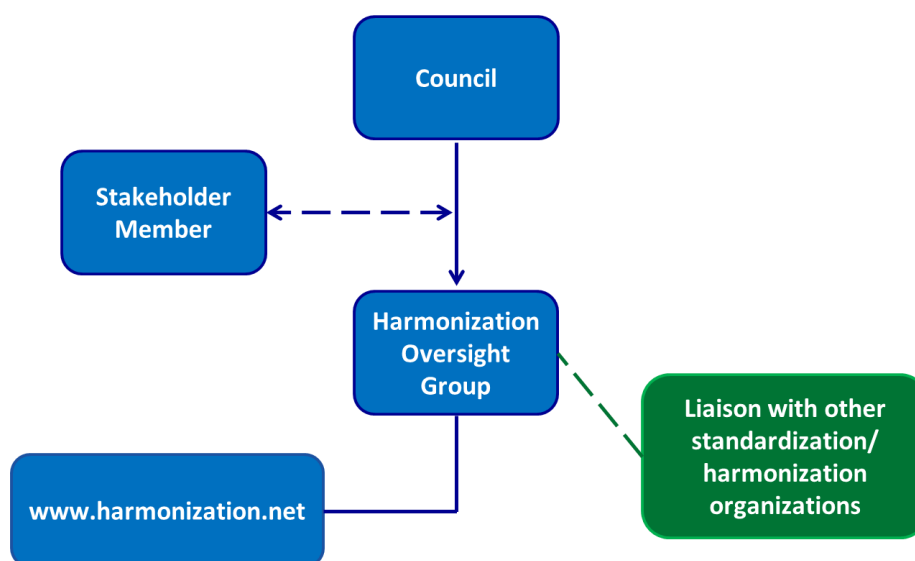 Council
Stakeholder
Member
Harmonization
Oversight
Group
Liaison with other
standardization/
harmonization
organizations
www.harmonization.net